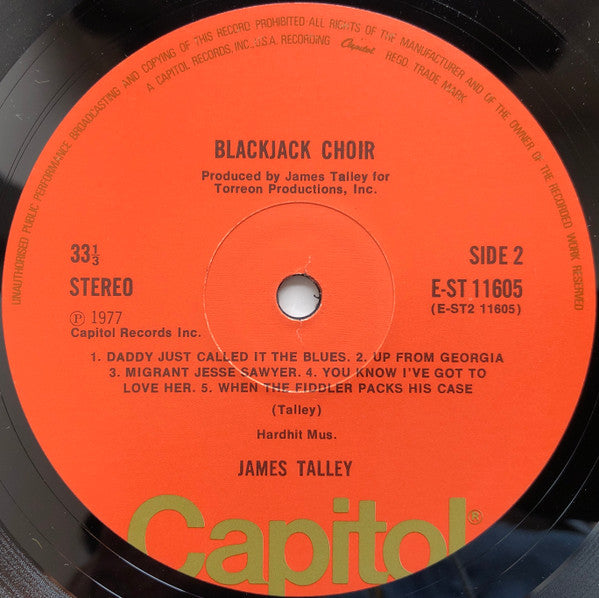 UNAUTHORISED PUBLIC PERFORMANCE BROADCASTING AND COPYING OF THIS RECORD PROHIBITED ALL RIGHTS OF THE MANUFACTURER AND OF THE OWNER OF THE RECORDED WORK RESERVED
A CAPITOL RECORDS, INC., U.S.A. RECORDING Capitol REGD. TRADE MARK
BLACKJACK CHOIR
Produced by James Talley for
Torreon Productions, Inc.
33⅓
STEREO
SIDE 2
E-ST 11605
(E-ST2 11605)
Ⓟ 1977
Capitol Records Inc.
1. DADDY JUST CALLED IT THE BLUES. 2. UP FROM GEORGIA
3. MIGRANT JESSE SAWYER. 4. YOU KNOW I'VE GOT TO
LOVE HER. 5. WHEN THE FIDDLER PACKS HIS CASE
(Talley)
Hardhit Mus.
JAMES TALLEY
Capitol®